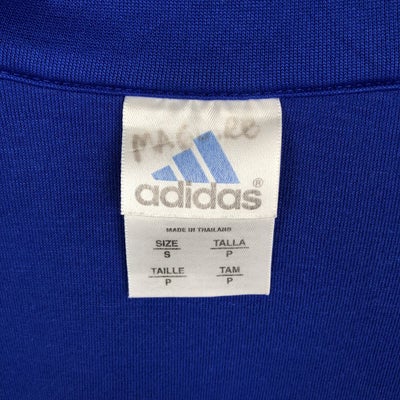 adidas®
MADE IN THAILAND
SIZE TALLA
S P
TAILLE TAM
P P